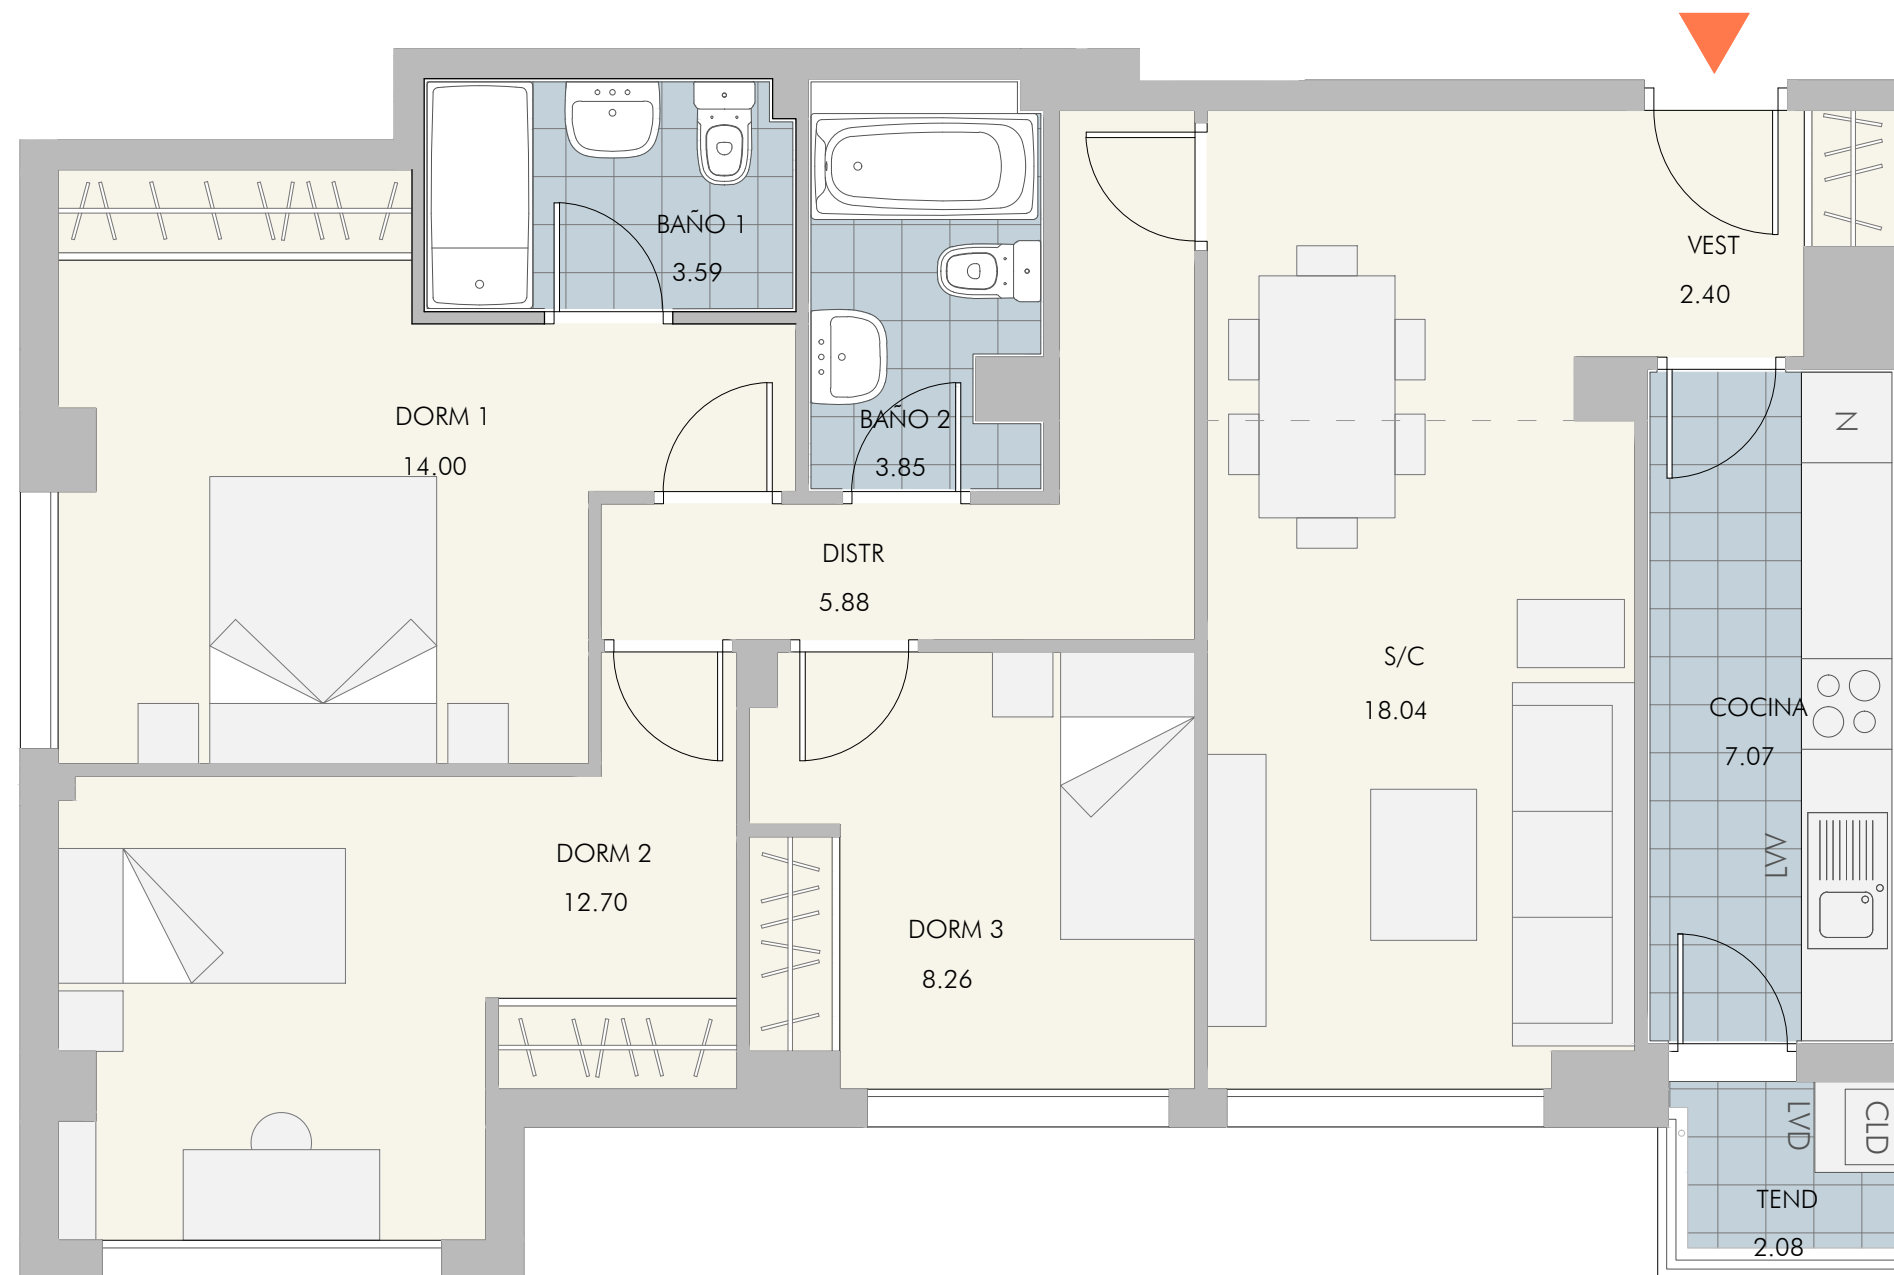 BAÑO 1
3.59
VEST
2.40
DORM 1
14.00
BAÑO 2
3.85
N
DISTR
5.88
S/C
18.04
COCINA
7.07
LVV
DORM 2
12.70
DORM 3
8.26
LVD
CLD
TEND
2.08